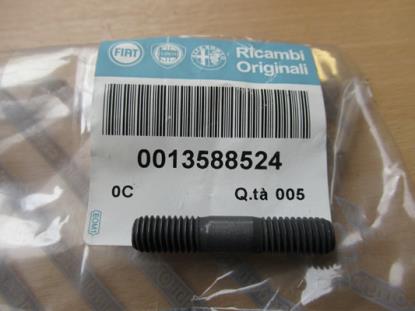 FIAT
Ricambi
Originali
0013588524
0C
Q.tà 005